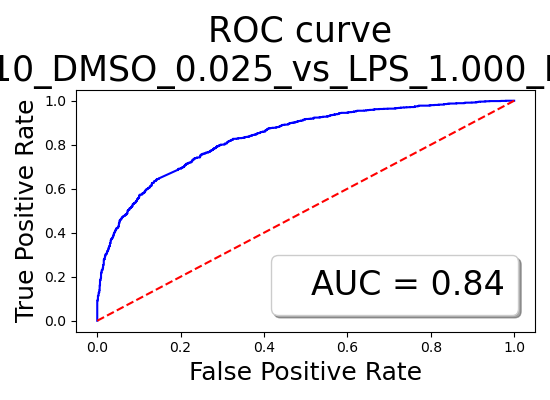 ROC curve
10_DMSO_0.025_vs_LPS_1.000_
True Positive Rate
1.0
0.8
0.6
0.4
0.2
0.0
AUC = 0.84
0.0 0.2 0.4 0.6 0.8 1.0
False Positive Rate